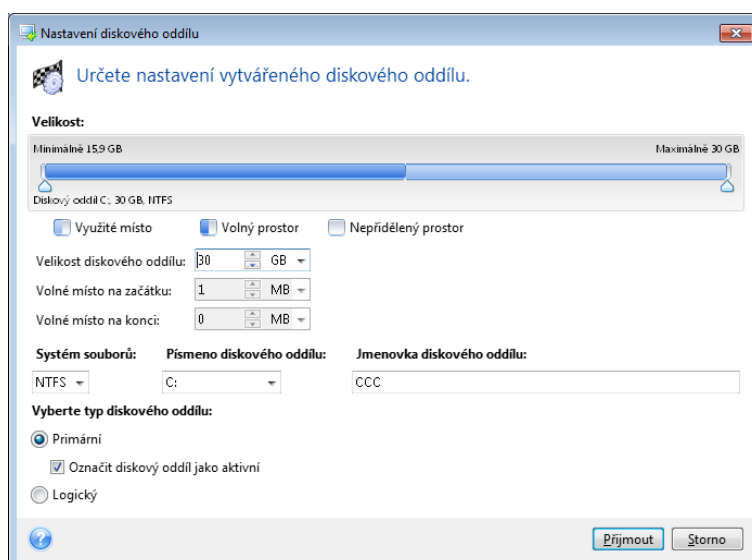 Nastavení diskového oddílu
Určete nastavení vytvářeného diskového oddílu.
Velikost:
Minimálně 15,9 GB Maximálně 30 GB
Diskový oddíl C:, 30 GB, NTFS
Využité místo Volný prostor Nepřidělený prostor
Velikost diskového oddílu: 30 GB
Volné místo na začátku: 1 MB
Volné místo na konci: 0 MB
Systém souborů: Písmeno diskového oddílu: Jmenovka diskového oddílu:
NTFS C: CCC
Vyberte typ diskového oddílu:
Primární
Označit diskový oddíl jako aktivní
Logický
? Přijmout Storno